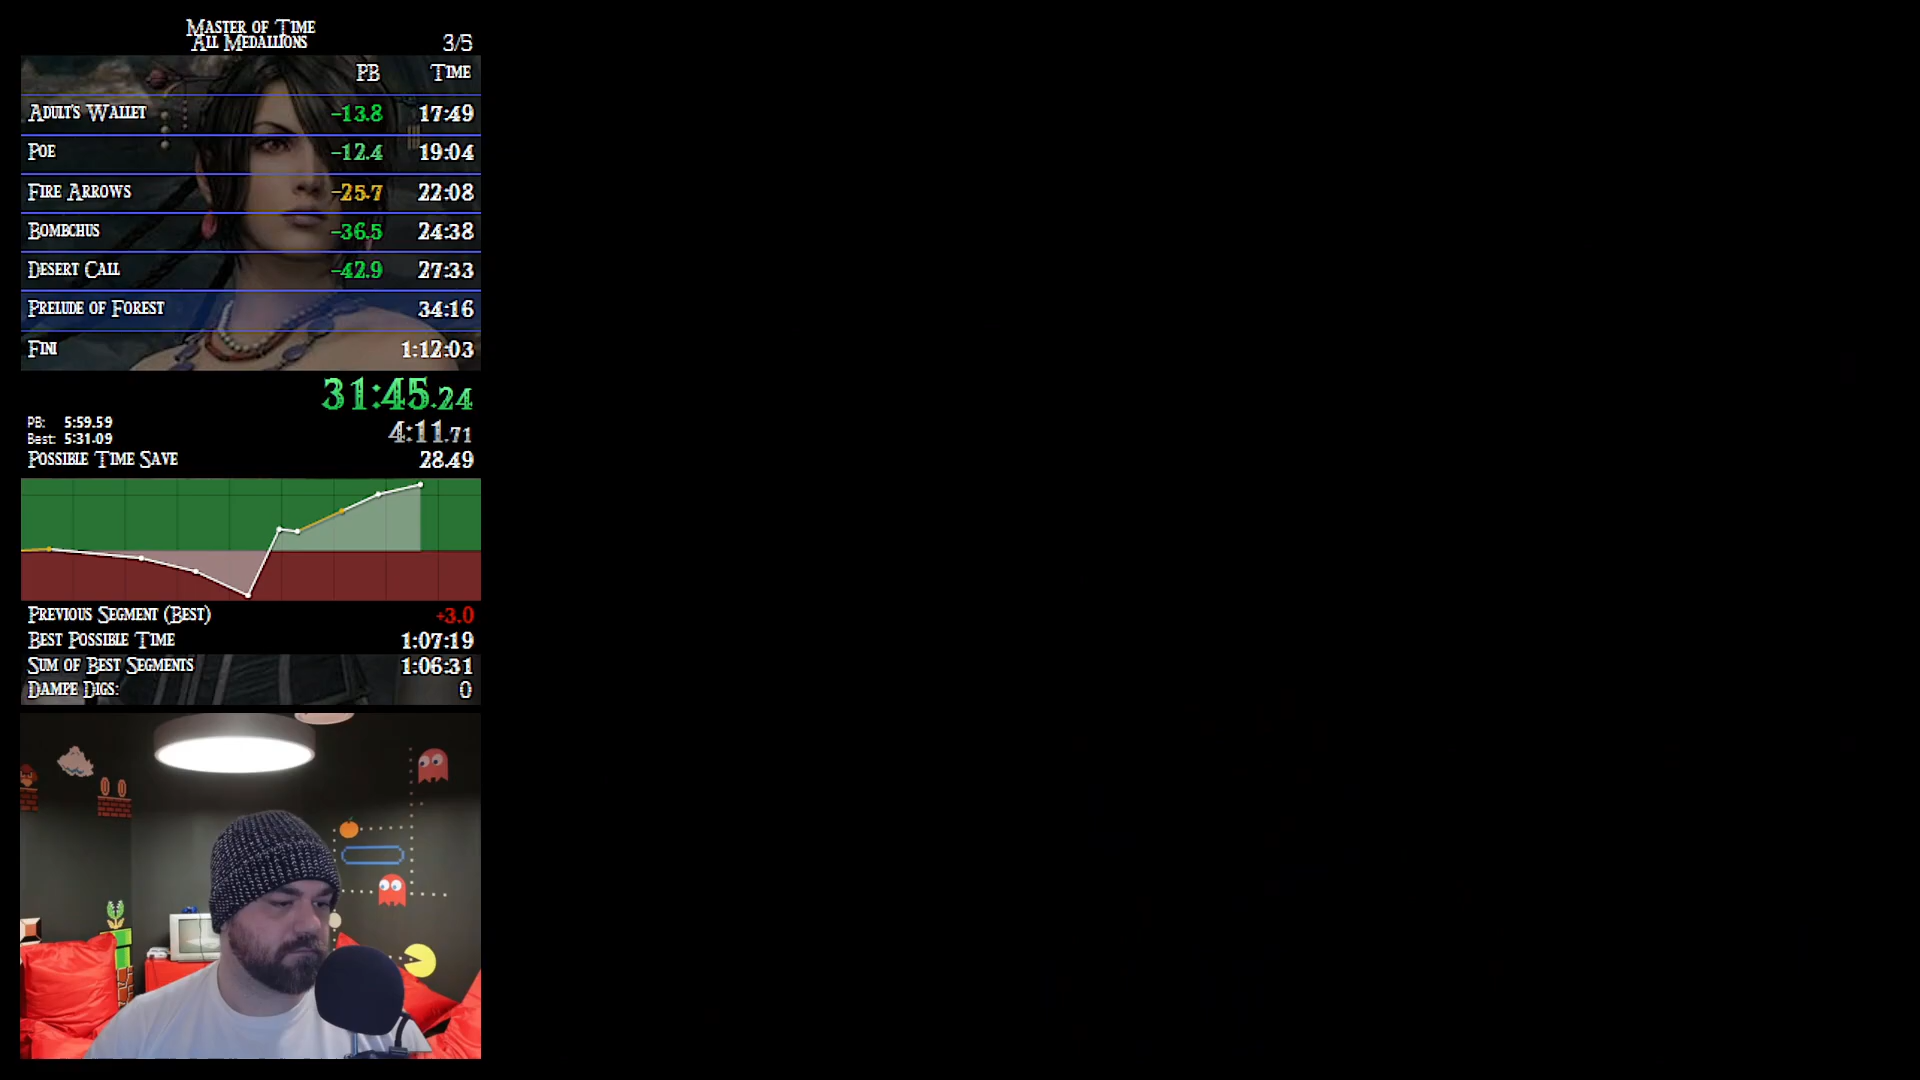 Master of Time
All Medallions
3/5
PB Time
Adult's Wallet -13.8 17:49
Poe -12.4 19:04
Fire Arrows -25.7 22:08
Bombchus -36.5 24:38
Desert Call -42.9 27:33
Prelude of Forest 34:16
Fini 1:12:03
31:45.24
PB: 5:59.59
4:11.71
Best: 5:31.09
Possible Time Save 28.49
Previous Segment (Best) +3.0
Best Possible Time 1:07:19
Sum of Best Segments 1:06:31
Dampe Digs: 0